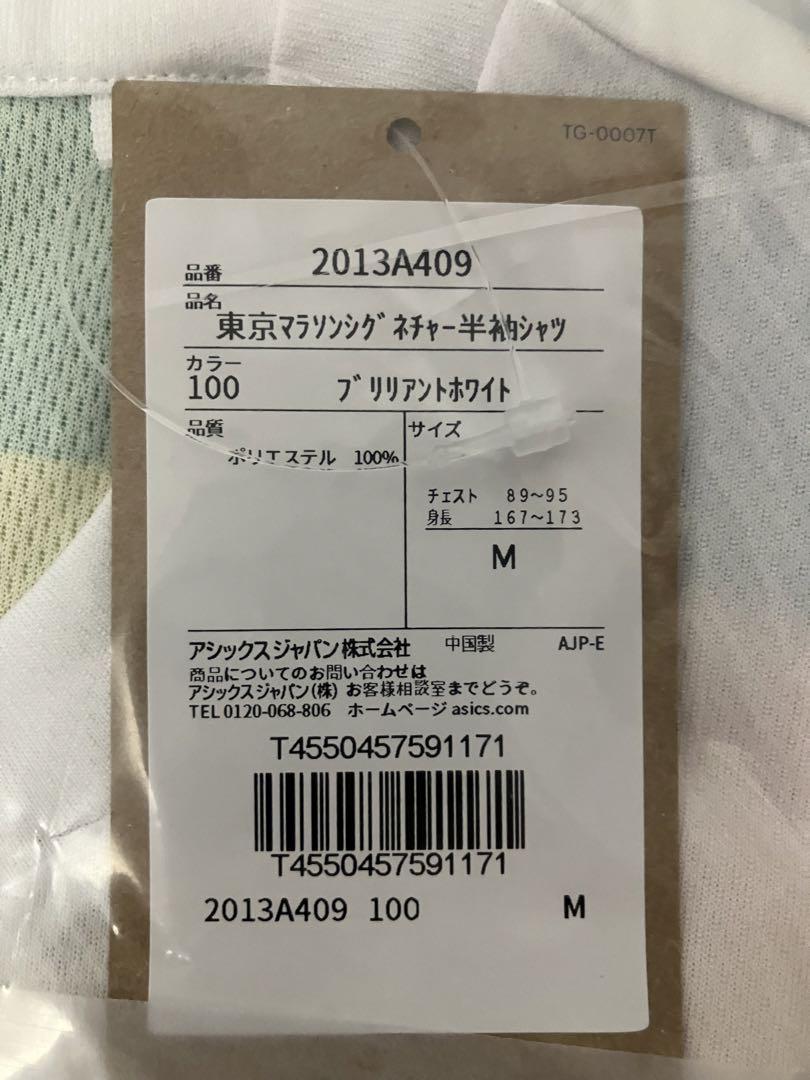 TG-0007T
品番 2013A409
品名
東京マラソンシグネチャー半袖シャツ
カラー
100 ブリリアントホワイト
品質
ポリエステル 100%
サイズ
チェスト 89〜95
身長 167〜173
M
アシックスジャパン株式会社 中国製 AJP-E
商品についてのお問い合わせは
アシックスジャパン(株) お客様相談室までどうぞ。
TEL 0120-068-806 ホームページ asics.com
T4550457591171
T4550457591171
2013A409 100 M